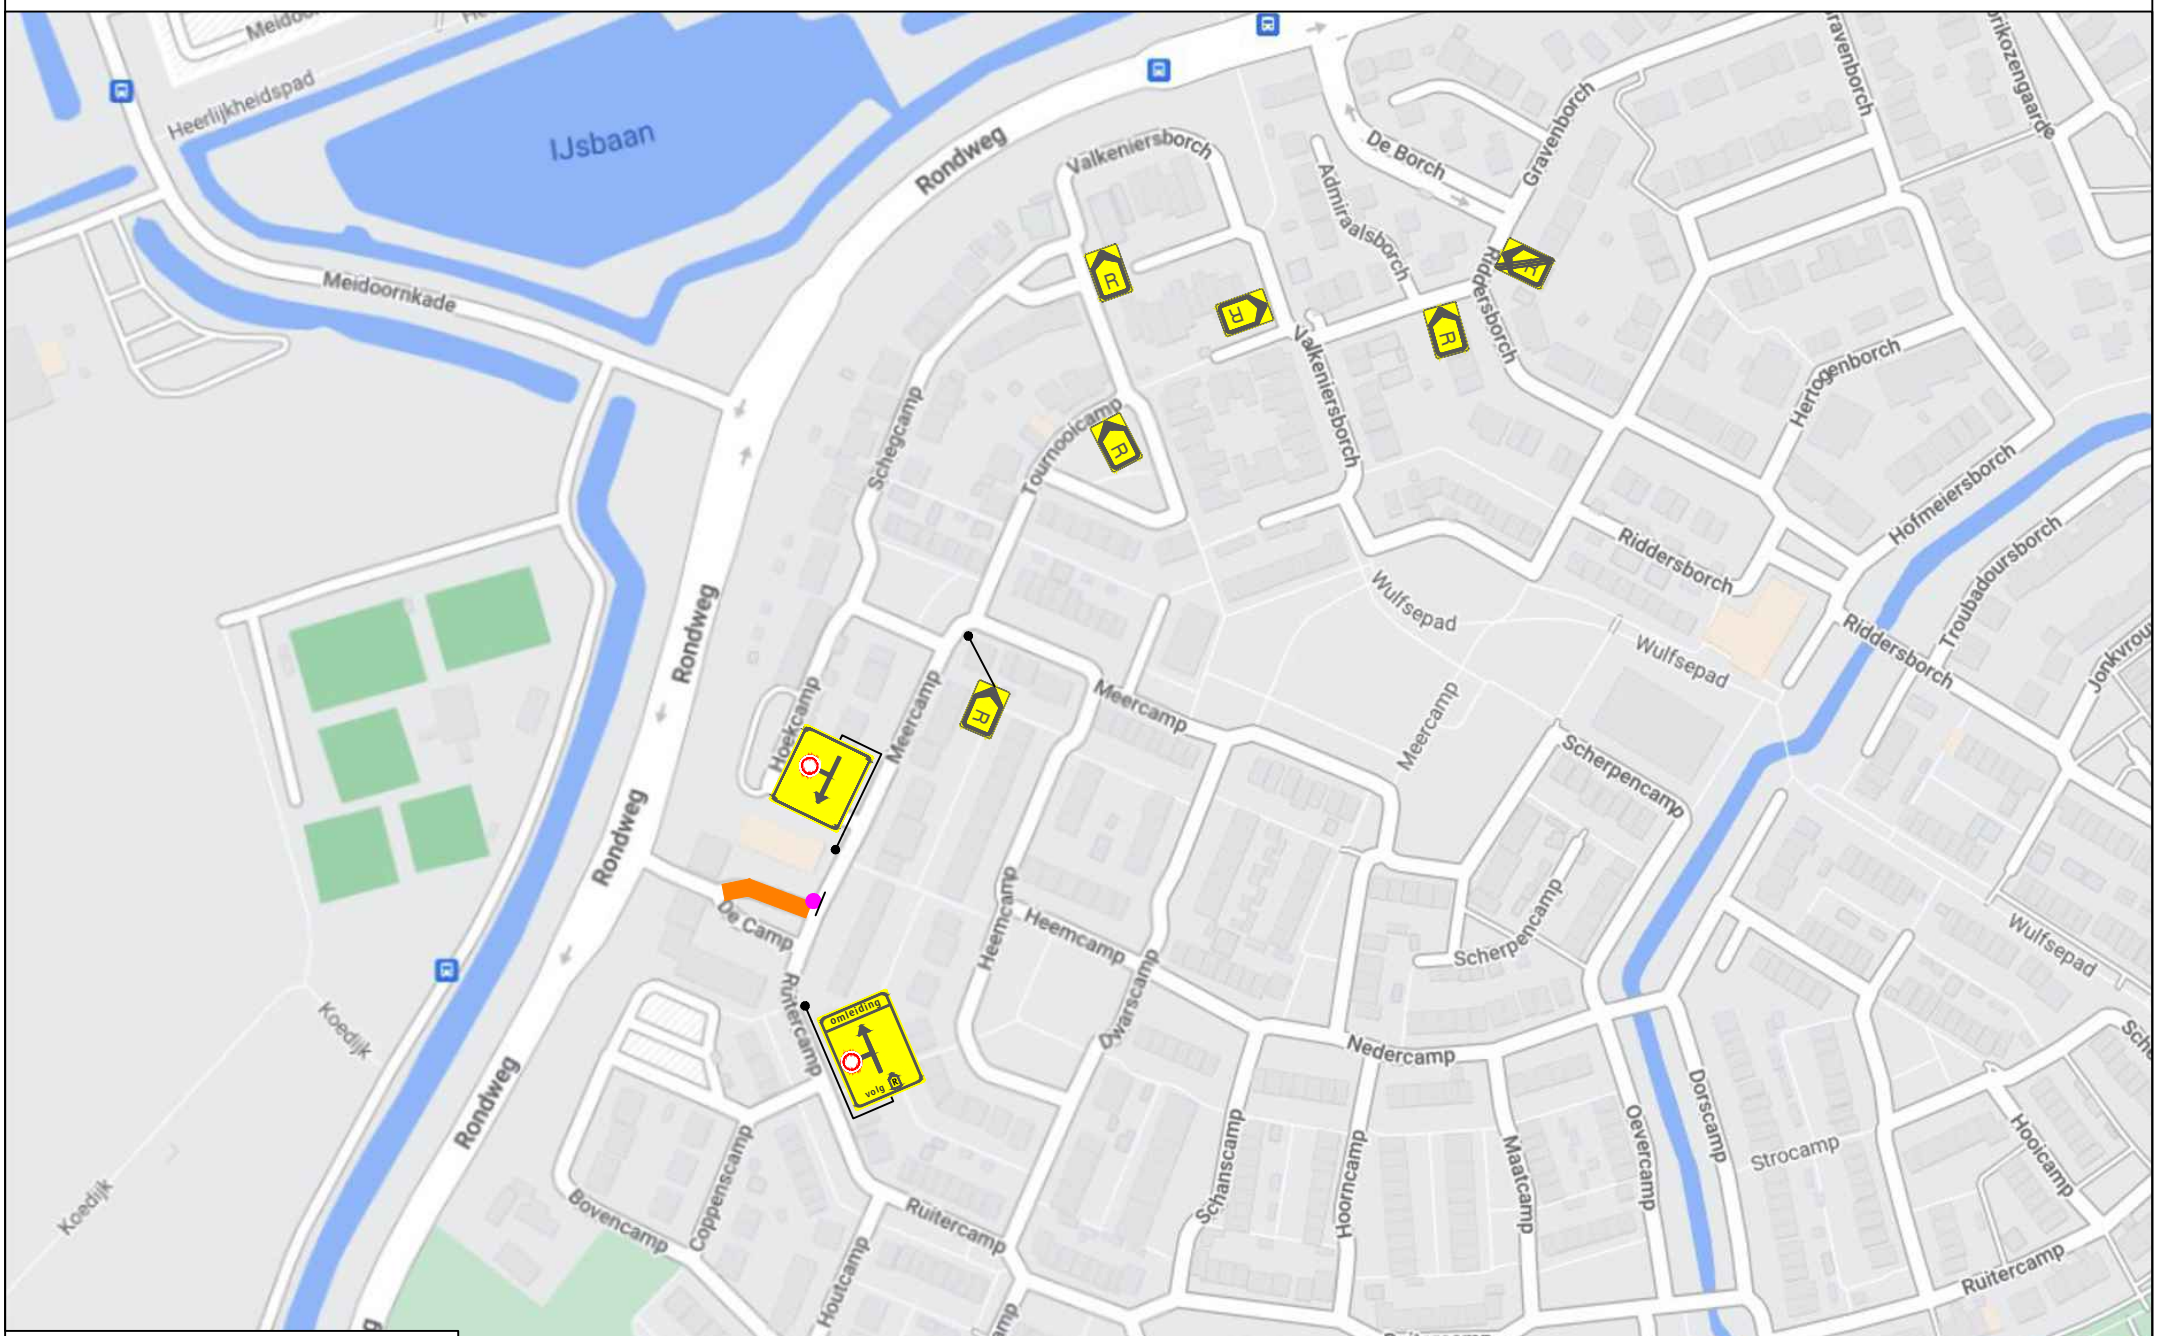 Heerlijkheidspad
IJsbaan
Rondweg
Valkeniersborch
De Borch
Gravenborch
Gravenborch
Abrikozengaarde
Admiraalsborch
Riddersborch
R
R
R
R
Meidoornkade
Valkeniersborch
Hertogenborch
Schegcamp
Tournooicamp
R
Hofmeiersborch
Riddersborch
Troubadoursborch
Wulfsepad
Wulfsepad
Riddersborch
Rondweg
Hoekcamp
Meercamp
R
Meercamp
Meercamp
Scherpencamp
Rondweg
De Camp
Heemcamp
Heemcamp
Scherpencamp
Wulfsepad
Ruitercamp
omleiding
volg R
Dwarscamp
Nedercamp
Koedijk
Rondweg
Koedijk
Bovencamp
Coppenscamp
Ruitercamp
Houtcamp
Schanscamp
Hoorncamp
Maatcamp
Oevercamp
Dorscamp
Strocamp
Hooicamp
Ruitercamp